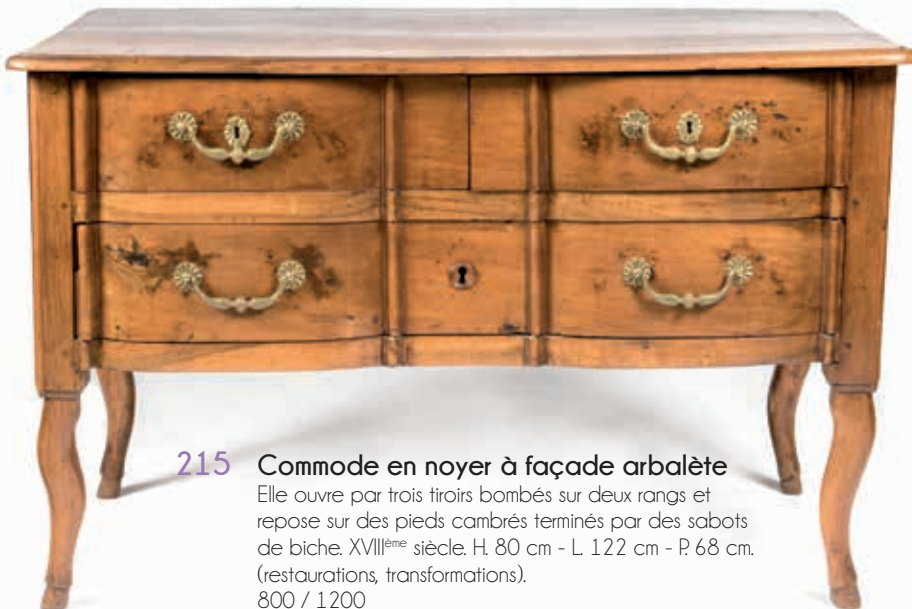 215 Commode en noyer à façade arbalète
Elle ouvre par trois tiroirs bombés sur deux rangs et
repose sur des pieds cambrés terminés par des sabots
de biche. XVIIIème siècle. H. 80 cm - L. 122 cm - P. 68 cm.
(restaurations, transformations).
800 / 1200